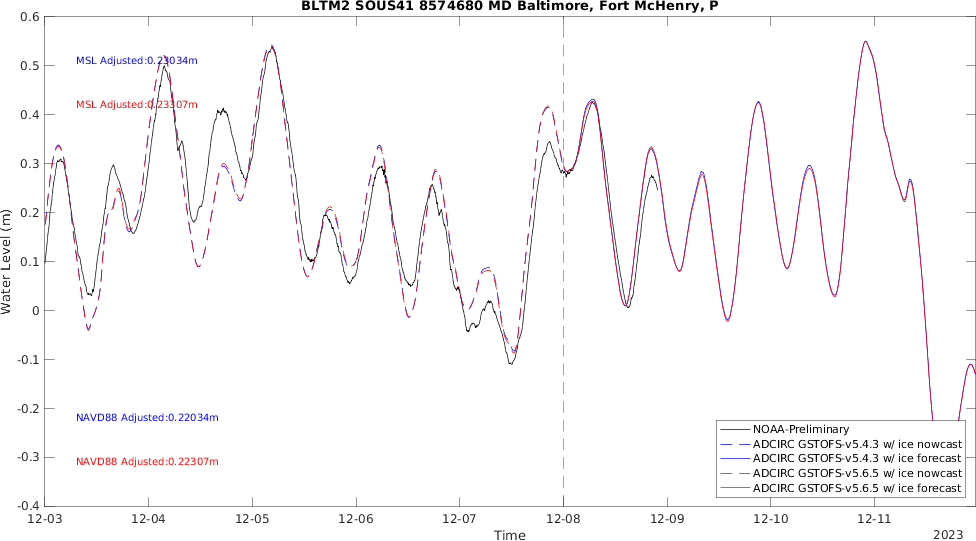 BLTM2 SOUS41 8574680 MD Baltimore, Fort McHenry, P
0.6
0.5
0.4
0.3
0.2
0.1
0
-0.1
-0.2
-0.3
-0.4
Water Level (m)
MSL Adjusted:0.23034m
MSL Adjusted:0.23307m
NAVD88 Adjusted:0.22034m
NAVD88 Adjusted:0.22307m
NOAA-Preliminary
ADCIRC GSTOFS-v5.4.3 w/ ice nowcast
ADCIRC GSTOFS-v5.4.3 w/ ice forecast
ADCIRC GSTOFS-v5.6.5 w/ ice nowcast
ADCIRC GSTOFS-v5.6.5 w/ ice forecast
12-03 12-04 12-05 12-06 12-07 12-08 12-09 12-10 12-11
Time
2023